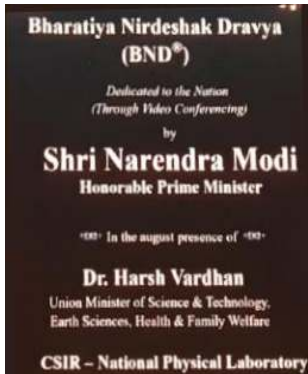 Bharatiya Nirdeshak Dravya
(BND®)
Dedicated to the Nation
(Through Video Conferencing)
by
Shri Narendra Modi
Honorable Prime Minister
In the august presence of
Dr. Harsh Vardhan
Union Minister of Science & Technology,
Earth Sciences, Health & Family Welfare
CSIR – National Physical Laboratory